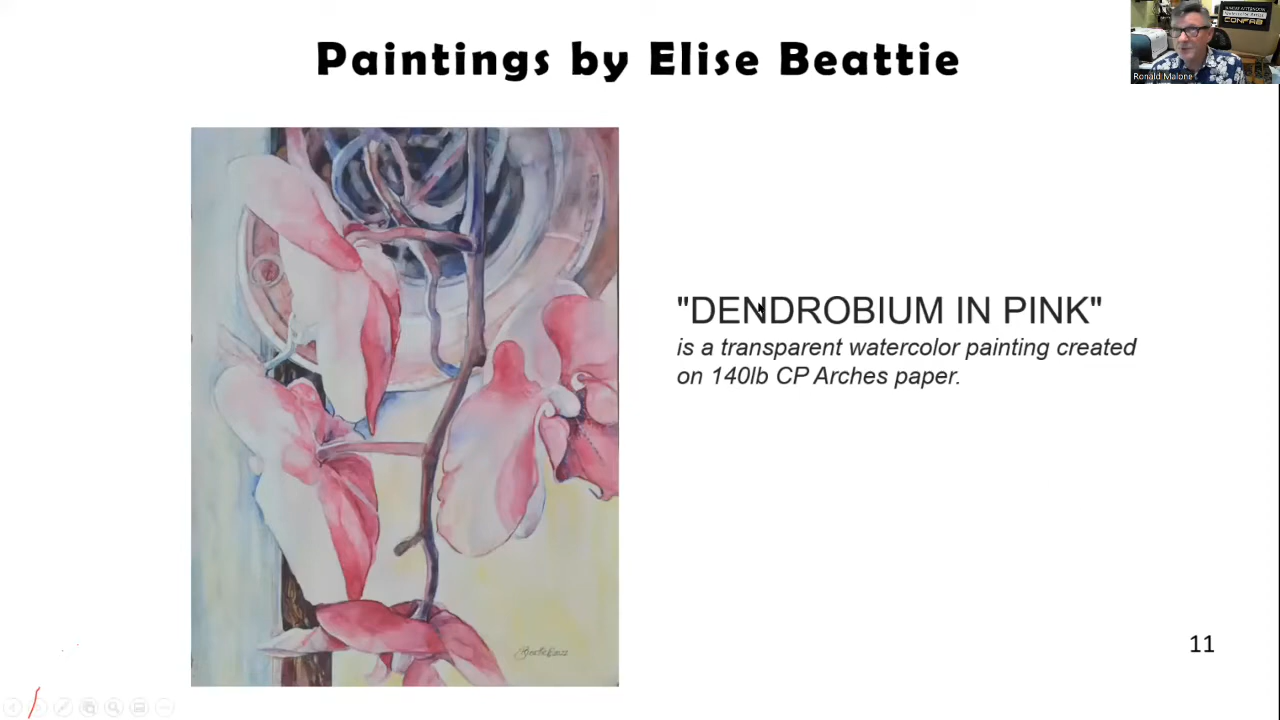 Paintings by Elise Beattie
CONFAB
Ronald Malone
"DENDROBIUM IN PINK"
is a transparent watercolor painting created
on 140lb CP Arches paper.
11